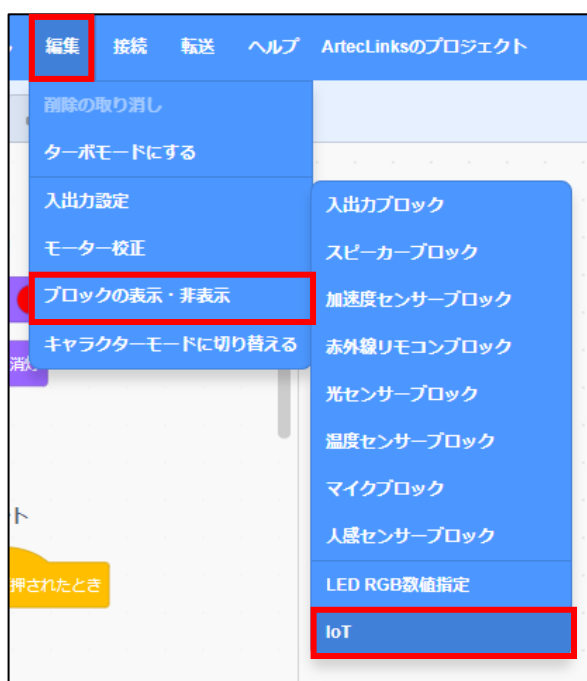 編集 接続 転送 ヘルプ ArtecLinksのプロジェクト
削除の取り消し
ターボモードにする
入出力設定
モーター校正
ブロックの表示・非表示
キャラクターモードに切り替える
入出力ブロック
スピーカーブロック
加速度センサーブロック
赤外線リモコンブロック
光センサーブロック
温度センサーブロック
マイクブロック
人感センサーブロック
LED RGB数値指定
IoT
消灯
ト
押されたとき